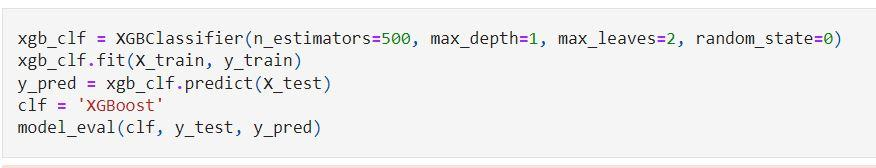 xgb_clf = XGBClassifier(n_estimators=500, max_depth=1, max_leaves=2, random_state=0)
xgb_clf.fit(X_train, y_train)
y_pred = xgb_clf.predict(X_test)
clf = 'XGBoost'
model_eval(clf, y_test, y_pred)